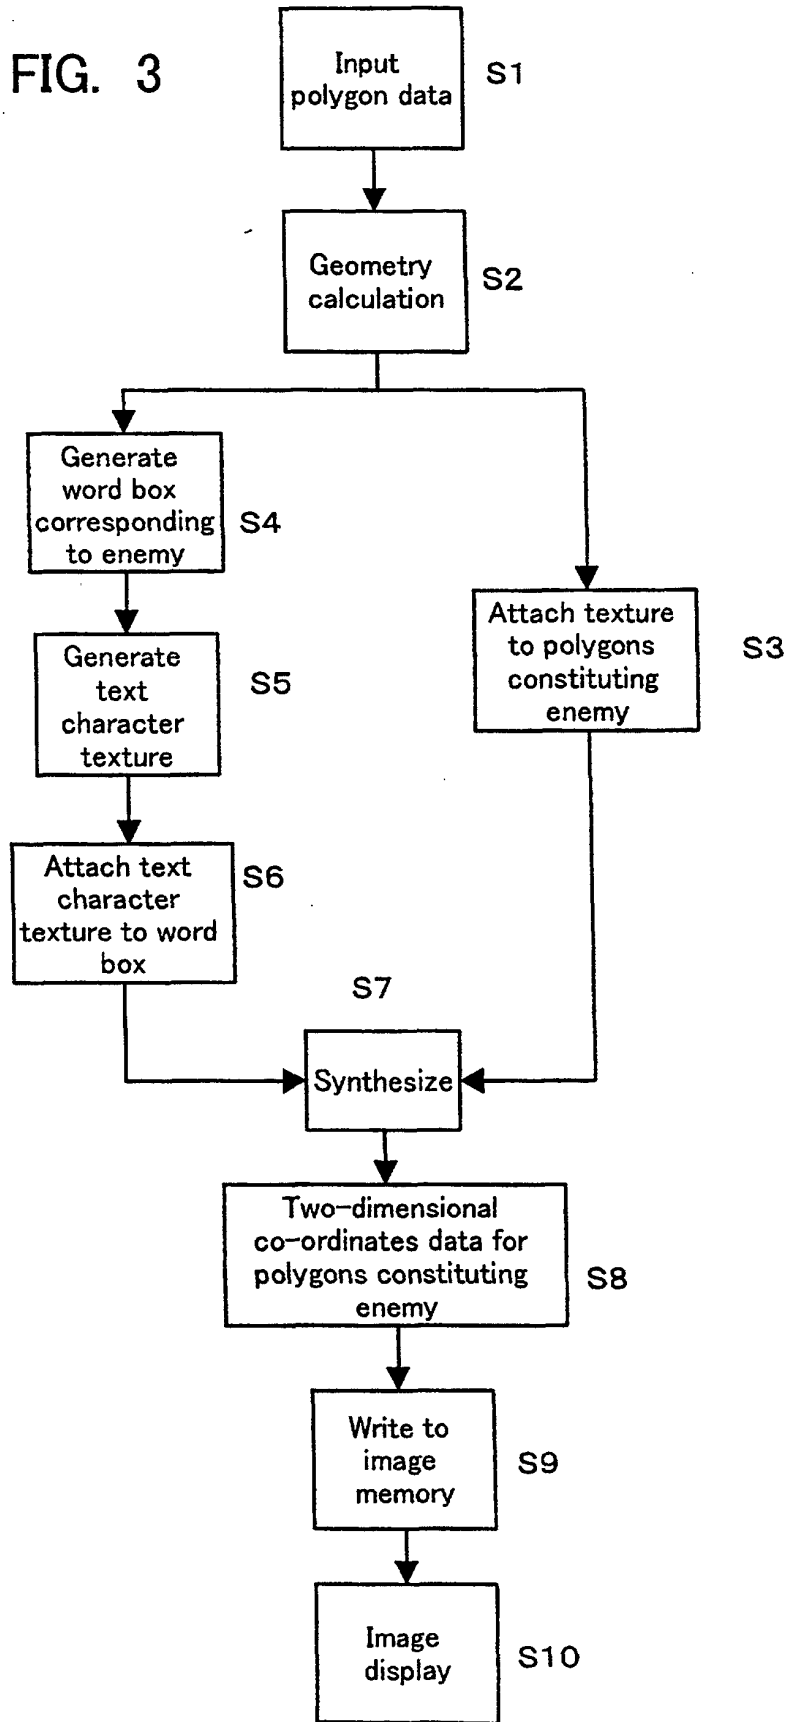 FIG. 3
Input
polygon data
S1
Geometry
calculation
S2
Generate
word box
corresponding
to enemy
S4
Generate
text
character
texture
S5
Attach texture
to polygons
constituting
enemy
S3
Attach text
character
texture to word
box
S6
S7
Synthesize
Two-dimensional
co-ordinates data for
polygons constituting
enemy
S8
Write to
image
memory
S9
Image
display
S10